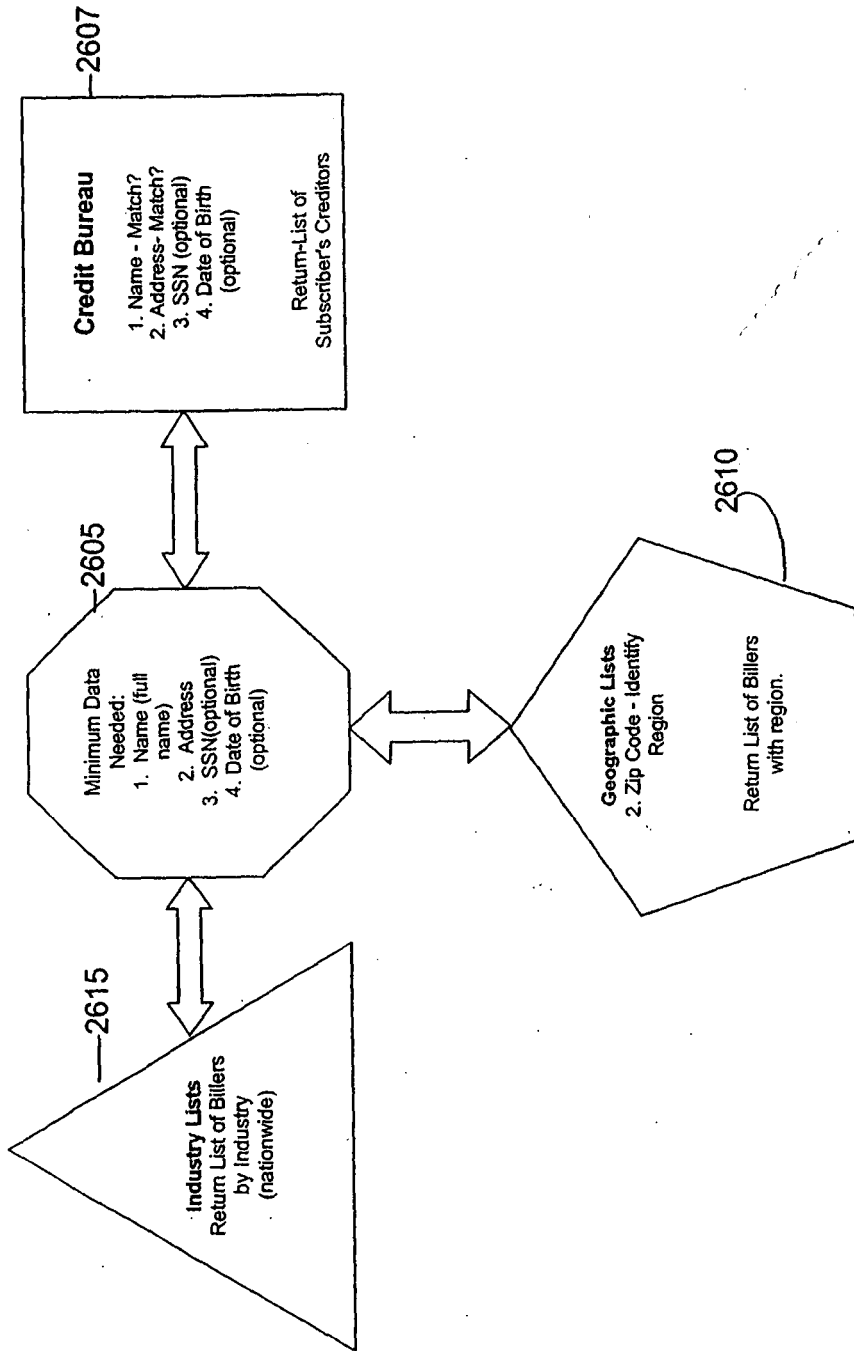 2615
Industry Lists
Return List of Billers
by Industry
(nationwide)
2605
Minimum Data
Needed:
1. Name (full
name)
2. Address
3. SSN(optional)
4. Date of Birth
(optional)
2607
Credit Bureau
1. Name - Match?
2. Address- Match?
3. SSN (optional)
4. Date of Birth
(optional)
Return-List of
Subscriber's Creditors
2610
Geographic Lists
2. Zip Code - Identify
Region
Return List of Billers
with region.